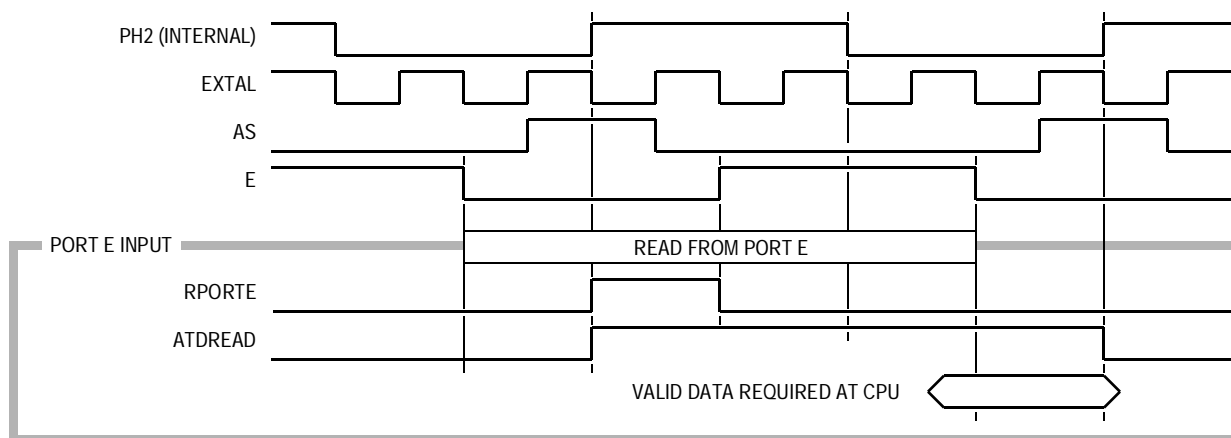 PH2 (INTERNAL)
EXTAL
AS
E
PORT E INPUT
READ FROM PORT E
RPORTE
ATDREAD
VALID DATA REQUIRED AT CPU